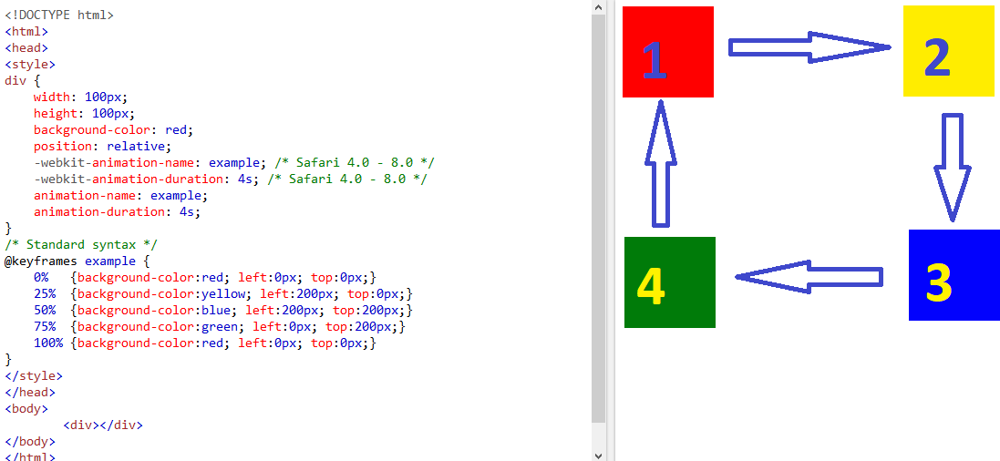 <!DOCTYPE html>
<html>
<head>
<style>
div {
    width: 100px;
    height: 100px;
    background-color: red;
    position: relative;
    -webkit-animation-name: example; /* Safari 4.0 - 8.0 */
    -webkit-animation-duration: 4s; /* Safari 4.0 - 8.0 */
    animation-name: example;
    animation-duration: 4s;
}
/* Standard syntax */
@keyframes example {
    0%   {background-color:red; left:0px; top:0px;}
    25%  {background-color:yellow; left:200px; top:0px;}
    50%  {background-color:blue; left:200px; top:200px;}
    75%  {background-color:green; left:0px; top:200px;}
    100% {background-color:red; left:0px; top:0px;}
}
</style>
</head>
<body>
        <div></div>
</body>
</html>
1
2
3
4